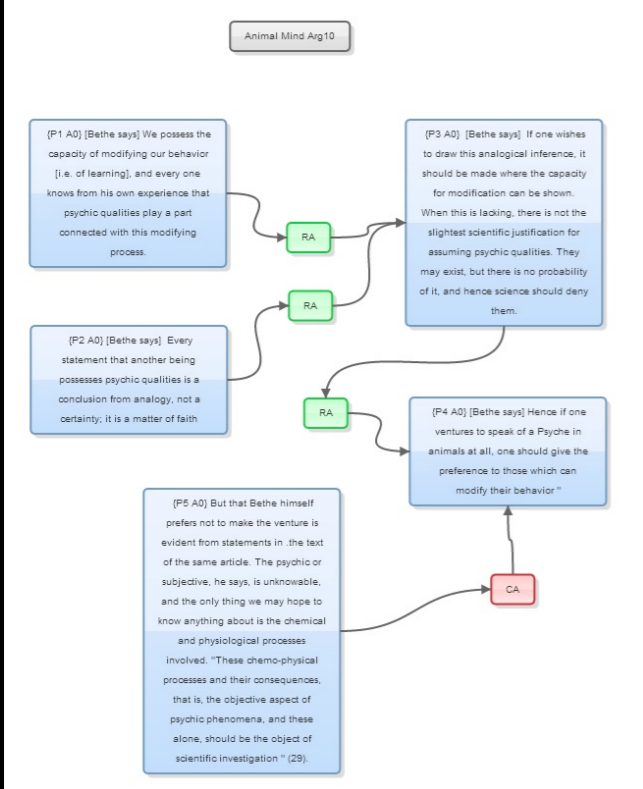 Animal Mind Arg10
{P1 A0} [Bethe says] We possess the
capacity of modifying our behavior
[i.e. of learning], and every one
knows from his own experience that
psychic qualities play a part
connected with this modifying
process.
RA
RA
{P2 A0} [Bethe says]  Every
statement that another being
possesses psychic qualities is a
conclusion from analogy, not a
certainty; it is a matter of faith
{P3 A0}  [Bethe says]  If one wishes
to draw this analogical inference, it
should be made where the capacity
for modification can be shown.
When this is lacking, there is not the
slightest scientific justification for
assuming psychic qualities. They
may exist, but there is no probability
of it, and hence science should deny
them.
RA
{P4 A0} [Bethe says] Hence if one
ventures to speak of a Psyche in
animals at all, one should give the
preference to those which can
modify their behavior "
{P5 A0} But that Bethe himself
prefers not to make the venture is
evident from statements in .the text
of the same article. The psychic or
subjective, he says, is unknowable,
and the only thing we may hope to
know anything about is the chemical
and physiological processes
involved. "These chemo-physical
processes and their consequences,
that is, the objective aspect of
psychic phenomena, and these
alone, should be the object of
scientific investigation " (29).
CA